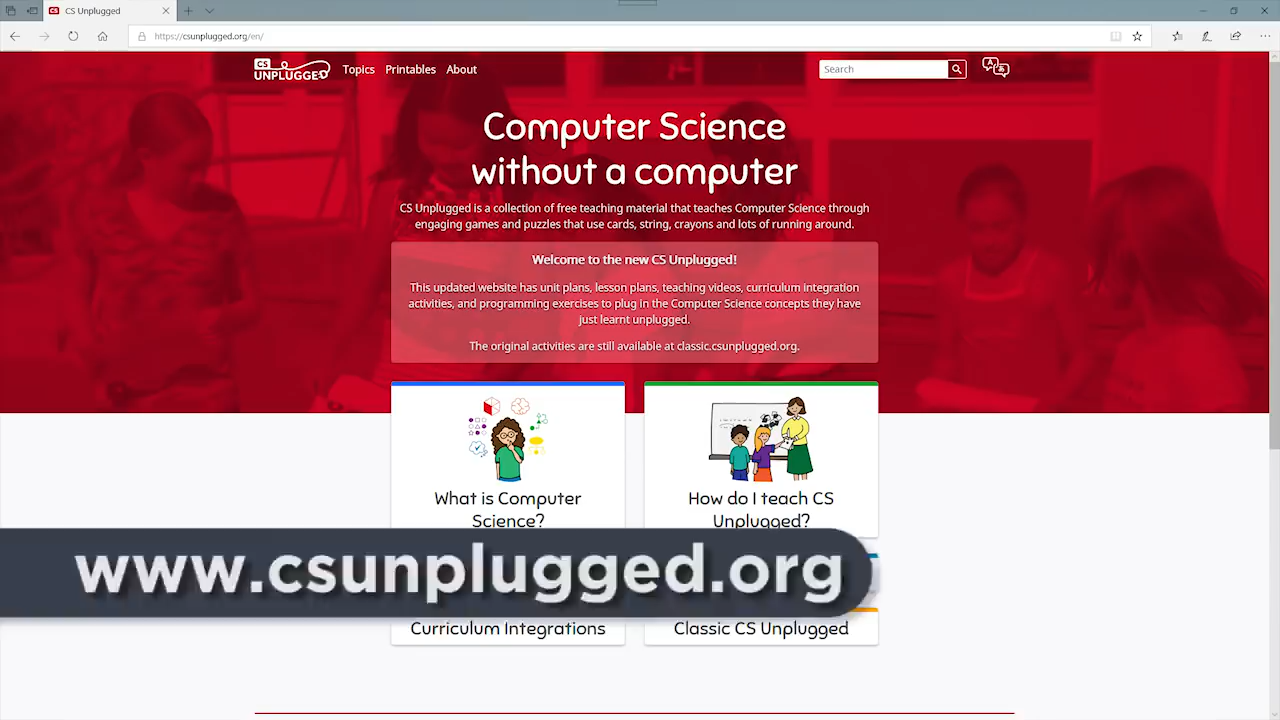 CS Unplugged
https://csunplugged.org/en/
CS
UNPLUGGED
Topics
Printables
About
Search
Computer Science
without a computer
CS Unplugged is a collection of free teaching material that teaches Computer Science through
engaging games and puzzles that use cards, string, crayons and lots of running around.
Welcome to the new CS Unplugged!
This updated website has unit plans, lesson plans, teaching videos, curriculum integration
activities, and programming exercises to plug in the Computer Science concepts they have
just learnt unplugged.
The original activities are still available at classic.csunplugged.org.
What is Computer
Science?
How do I teach CS
Unplugged?
www.csunplugged.org
Curriculum Integrations
Classic CS Unplugged